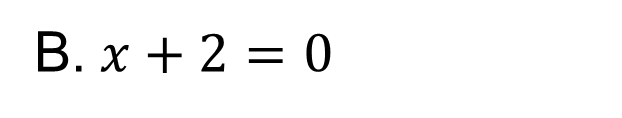 B. x + 2 = 0